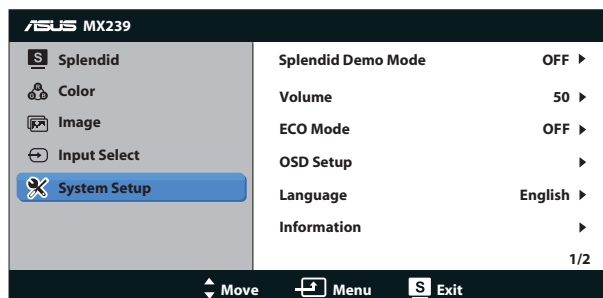 ASUS MX239
S Splendid
Color
Image
Input Select
System Setup
Splendid Demo Mode OFF
Volume 50
ECO Mode OFF
OSD Setup
Language English
Information
1/2
Move Menu S Exit